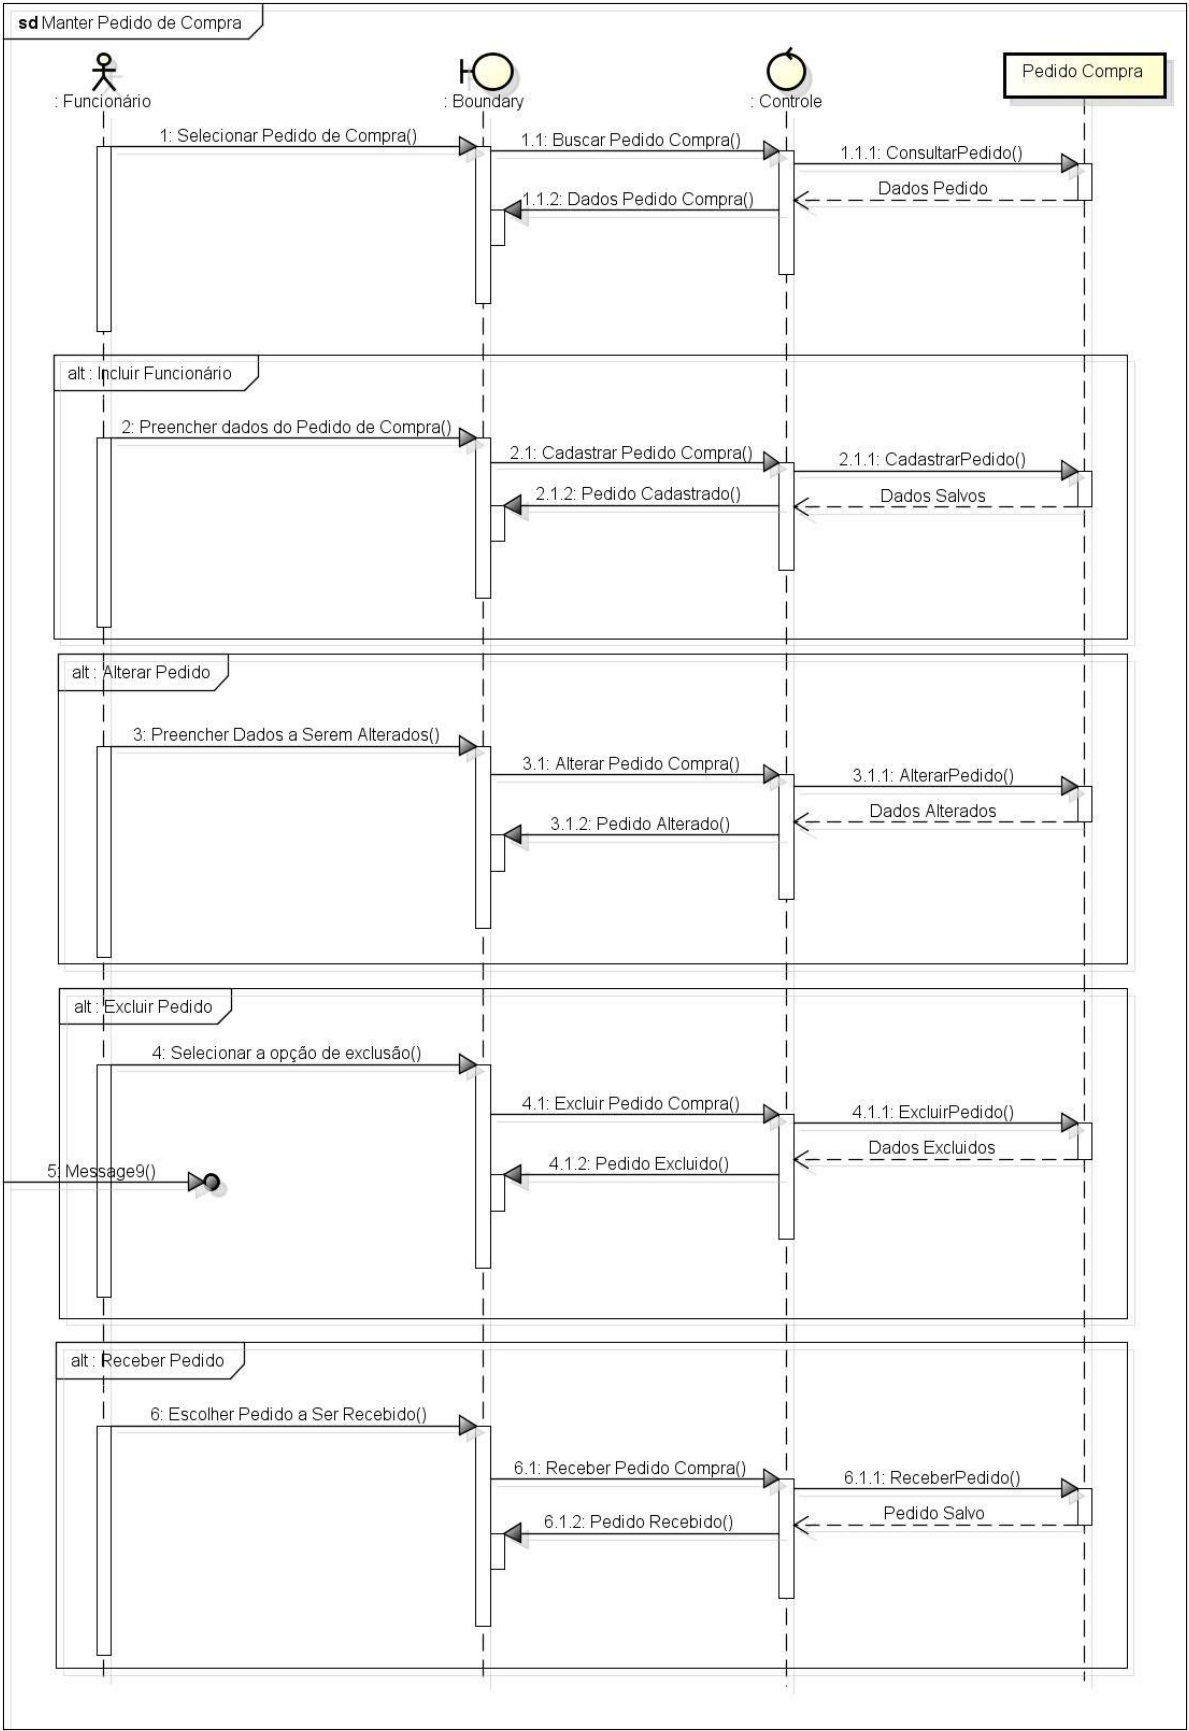 sd Manter Pedido de Compra
: Funcionário
: Boundary
: Controle
Pedido Compra
1: Selecionar Pedido de Compra()
1.1: Buscar Pedido Compra()
1.1.1: ConsultarPedido()
Dados Pedido
1.1.2: Dados Pedido Compra()
alt : Incluir Funcionário
2: Preencher dados do Pedido de Compra()
2.1: Cadastrar Pedido Compra()
2.1.1: CadastrarPedido()
2.1.2: Pedido Cadastrado()
Dados Salvos
alt : Alterar Pedido
3: Preencher Dados a Serem Alterados()
3.1: Alterar Pedido Compra()
3.1.1: AlterarPedido()
Dados Alterados
3.1.2: Pedido Alterado()
alt : Excluir Pedido
4: Selecionar a opção de exclusão()
4.1: Excluir Pedido Compra()
4.1.1: ExcluirPedido()
Dados Excluidos
4.1.2: Pedido Excluido()
5: Message9()
alt : Receber Pedido
6: Escolher Pedido a Ser Recebido()
6.1: Receber Pedido Compra()
6.1.1: ReceberPedido()
Pedido Salvo
6.1.2: Pedido Recebido()